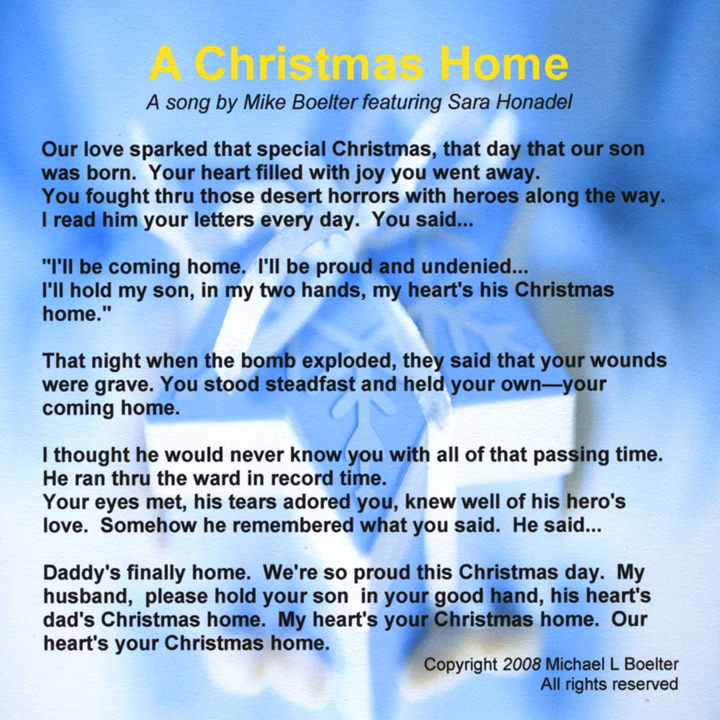 A Christmas Home
A song by Mike Boelter featuring Sara Honadel
Our love sparked that special Christmas, that day that our son
was born.  Your heart filled with joy you went away.
You fought thru those desert horrors with heroes along the way.
I read him your letters every day.  You said...
"I'll be coming home.  I'll be proud and undenied...
I'll hold my son, in my two hands, my heart's his Christmas
home."
That night when the bomb exploded, they said that your wounds
were grave. You stood steadfast and held your own—your
coming home.
I thought he would never know you with all of that passing time.
He ran thru the ward in record time.
Your eyes met, his tears adored you, knew well of his hero's
love.  Somehow he remembered what you said.  He said...
Daddy's finally home.  We're so proud this Christmas day.  My
husband,  please hold your son  in your good hand, his heart's
dad's Christmas home.  My heart's your Christmas home.  Our
heart's your Christmas home.
Copyright 2008 Michael L Boelter
All rights reserved